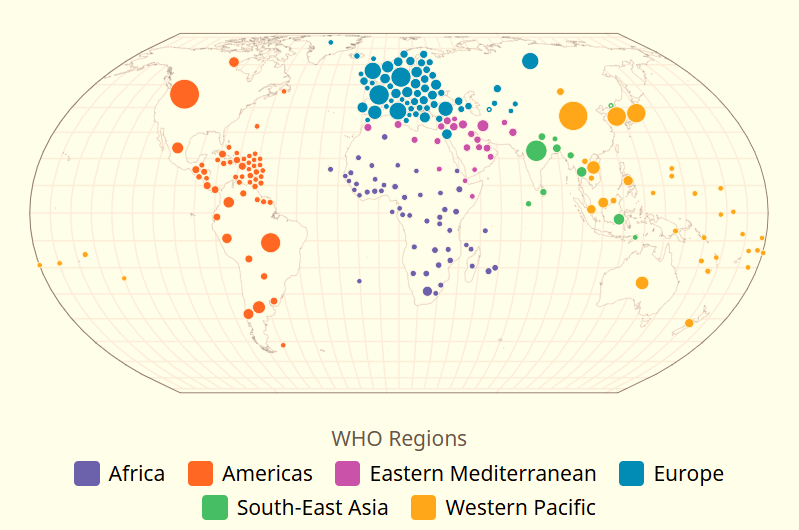 WHO Regions
Africa Americas Eastern Mediterranean Europe
South-East Asia Western Pacific